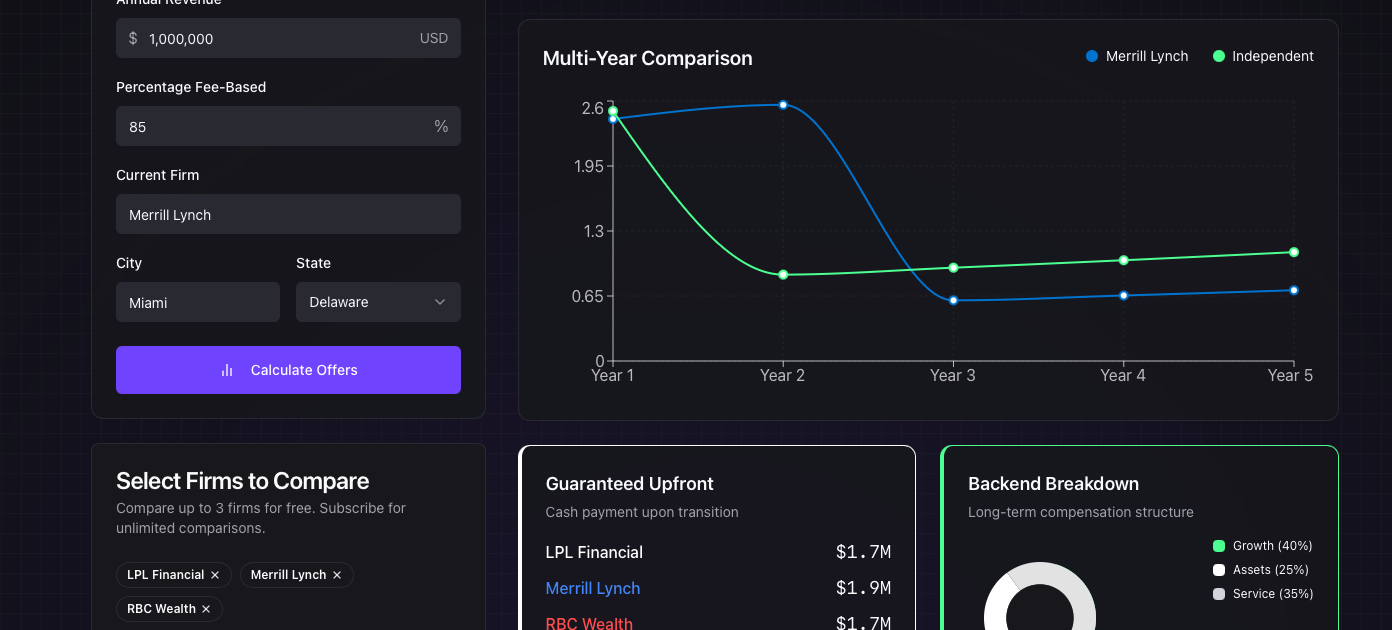 Annual Revenue
$ 1,000,000 USD
Percentage Fee-Based
85 %
Current Firm
Merrill Lynch
City State
Miami Delaware
Calculate Offers
Select Firms to Compare
Compare up to 3 firms for free. Subscribe for
unlimited comparisons.
LPL Financial × Merrill Lynch ×
RBC Wealth ×
Multi-Year Comparison
Merrill Lynch Independent
2.6
1.95
1.3
0.65
0
Year 1 Year 2 Year 3 Year 4 Year 5
Guaranteed Upfront
Cash payment upon transition
LPL Financial $1.7M
Merrill Lynch $1.9M
RBC Wealth $1.7M
Backend Breakdown
Long-term compensation structure
Growth (40%)
Assets (25%)
Service (35%)